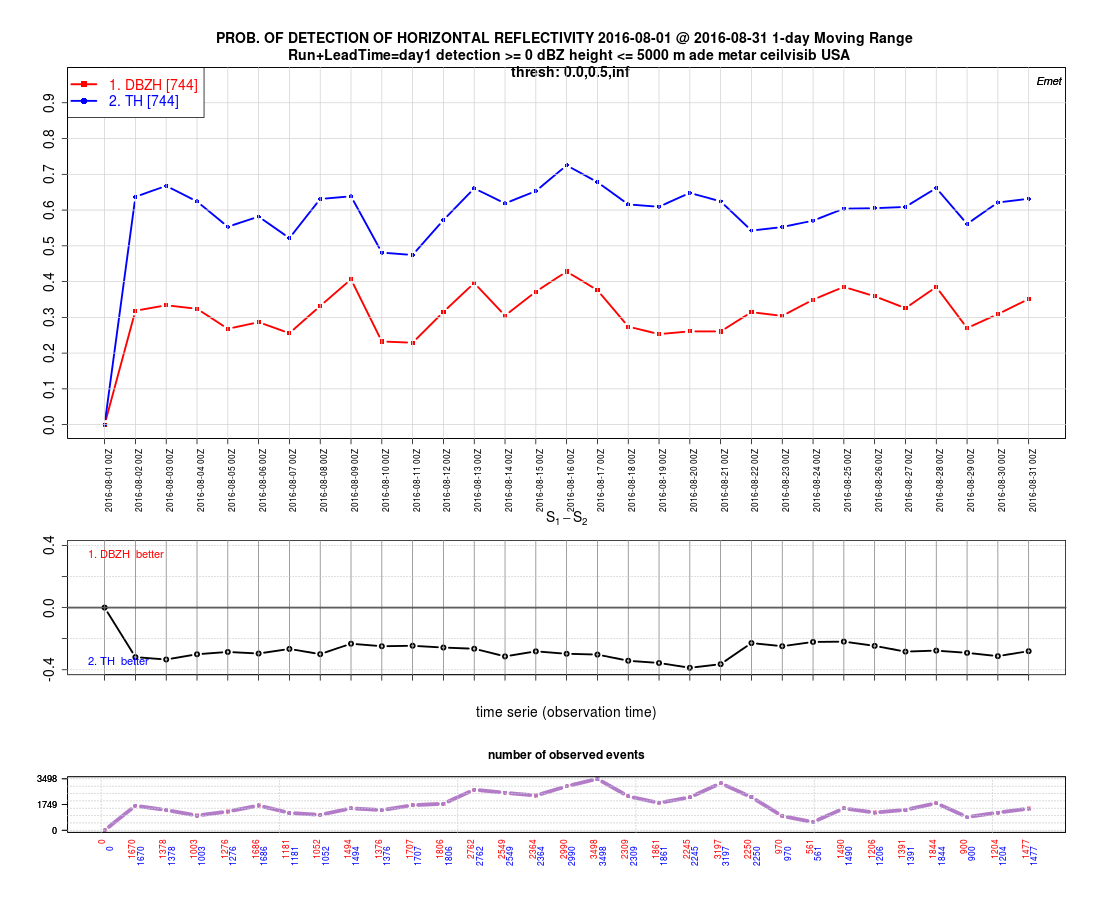 PROB. OF DETECTION OF HORIZONTAL REFLECTIVITY 2016-08-01 @ 2016-08-31 1-day Moving Range
Run+LeadTime=day1 detection >= 0 dBZ height <= 5000 m ade metar ceilvisib USA
thresh: 0.0,0.5,inf
Emet
1. DBZH [744]
2. TH [744]
0.9
0.8
0.7
0.6
0.5
0.4
0.3
0.2
0.1
0.0
2016-08-01 00Z
2016-08-02 00Z
2016-08-03 00Z
2016-08-04 00Z
2016-08-05 00Z
2016-08-06 00Z
2016-08-07 00Z
2016-08-08 00Z
2016-08-09 00Z
2016-08-10 00Z
2016-08-11 00Z
2016-08-12 00Z
2016-08-13 00Z
2016-08-14 00Z
2016-08-15 00Z
2016-08-16 00Z
2016-08-17 00Z
2016-08-18 00Z
2016-08-19 00Z
2016-08-20 00Z
2016-08-21 00Z
2016-08-22 00Z
2016-08-23 00Z
2016-08-24 00Z
2016-08-25 00Z
2016-08-26 00Z
2016-08-27 00Z
2016-08-28 00Z
2016-08-29 00Z
2016-08-30 00Z
2016-08-31 00Z
S₁ – S₂
0.4
0.0
-0.4
1. DBZH better
2. TH better
time serie (observation time)
number of observed events
3498
1749
0
0
0
1670
1670
1378
1378
1003
1003
1276
1276
1686
1686
1181
1181
1052
1052
1494
1494
1376
1376
1707
1707
1806
1806
2762
2762
2549
2549
2364
2364
2990
2990
3498
3498
2309
2309
1861
1861
2245
2245
3197
3197
2250
2250
970
970
561
561
1490
1490
1206
1206
1391
1391
1844
1844
900
900
1204
1204
1477
1477